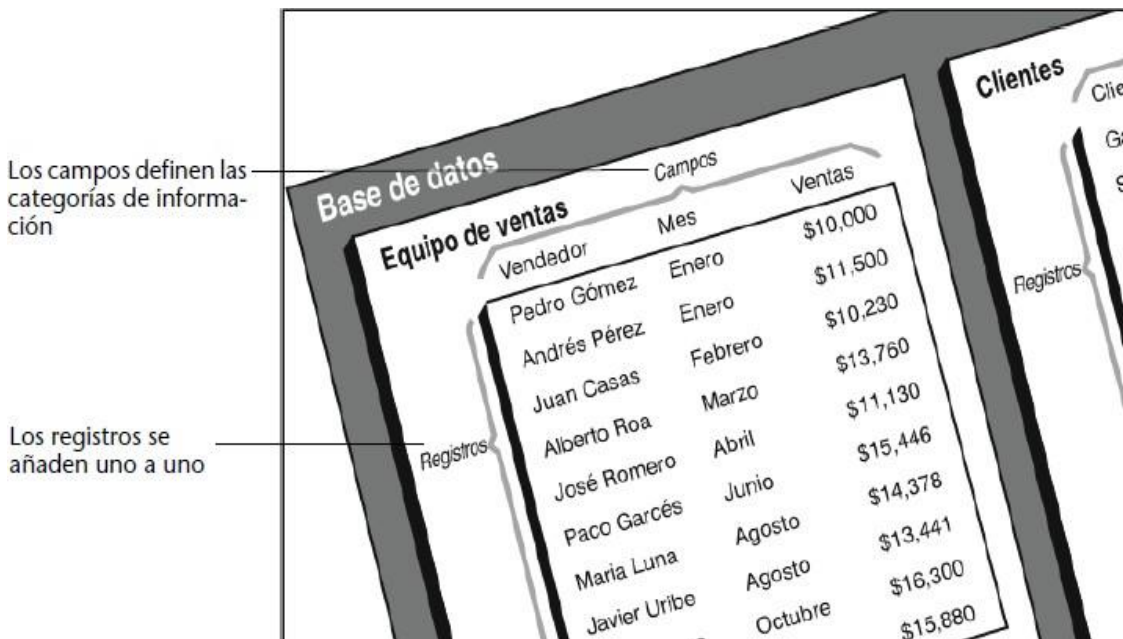 Los campos definen las
categorías de informa-
ción
Los registros se
añaden uno a uno
Base de datos
Equipo de ventas
Campos
Vendedor Mes Ventas
Registros
Pedro Gómez Enero $10,000
Andrés Pérez Enero $11,500
Juan Casas Febrero $10,230
Alberto Roa Marzo $13,760
José Romero Abril $11,130
Paco Garcés Junio $15,446
Maria Luna Agosto $14,378
Javier Uribe Agosto $13,441
Octubre $16,300
$15,880
Clientes
Clie
Ga
Registros